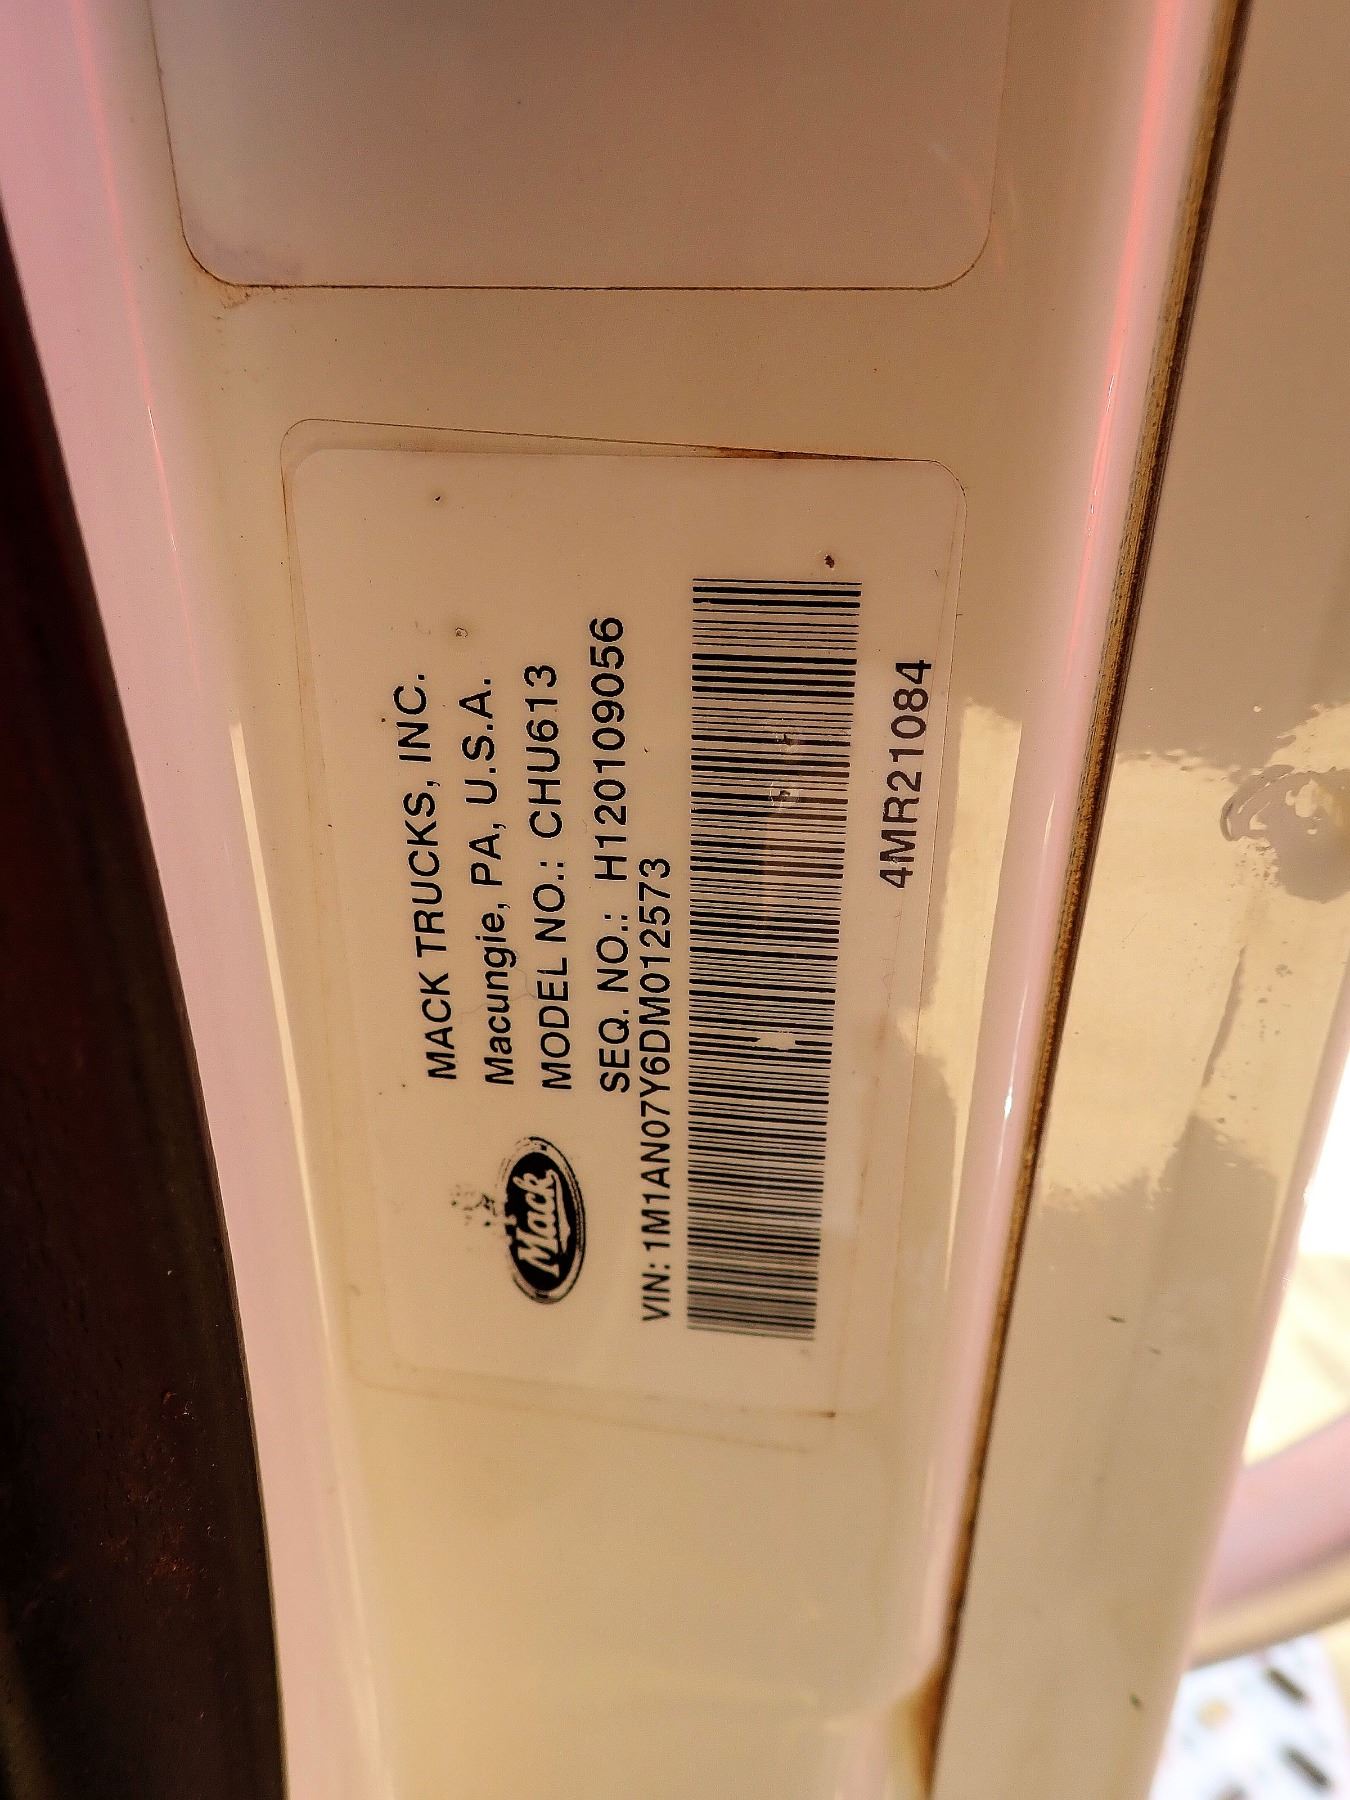 MACK TRUCKS, INC.
Macungie, PA, U.S.A.
MODEL NO.: CHU613
SEQ. NO.: H120109056
Mack
VIN: 1M1AN07Y6DM012573
4MR21084